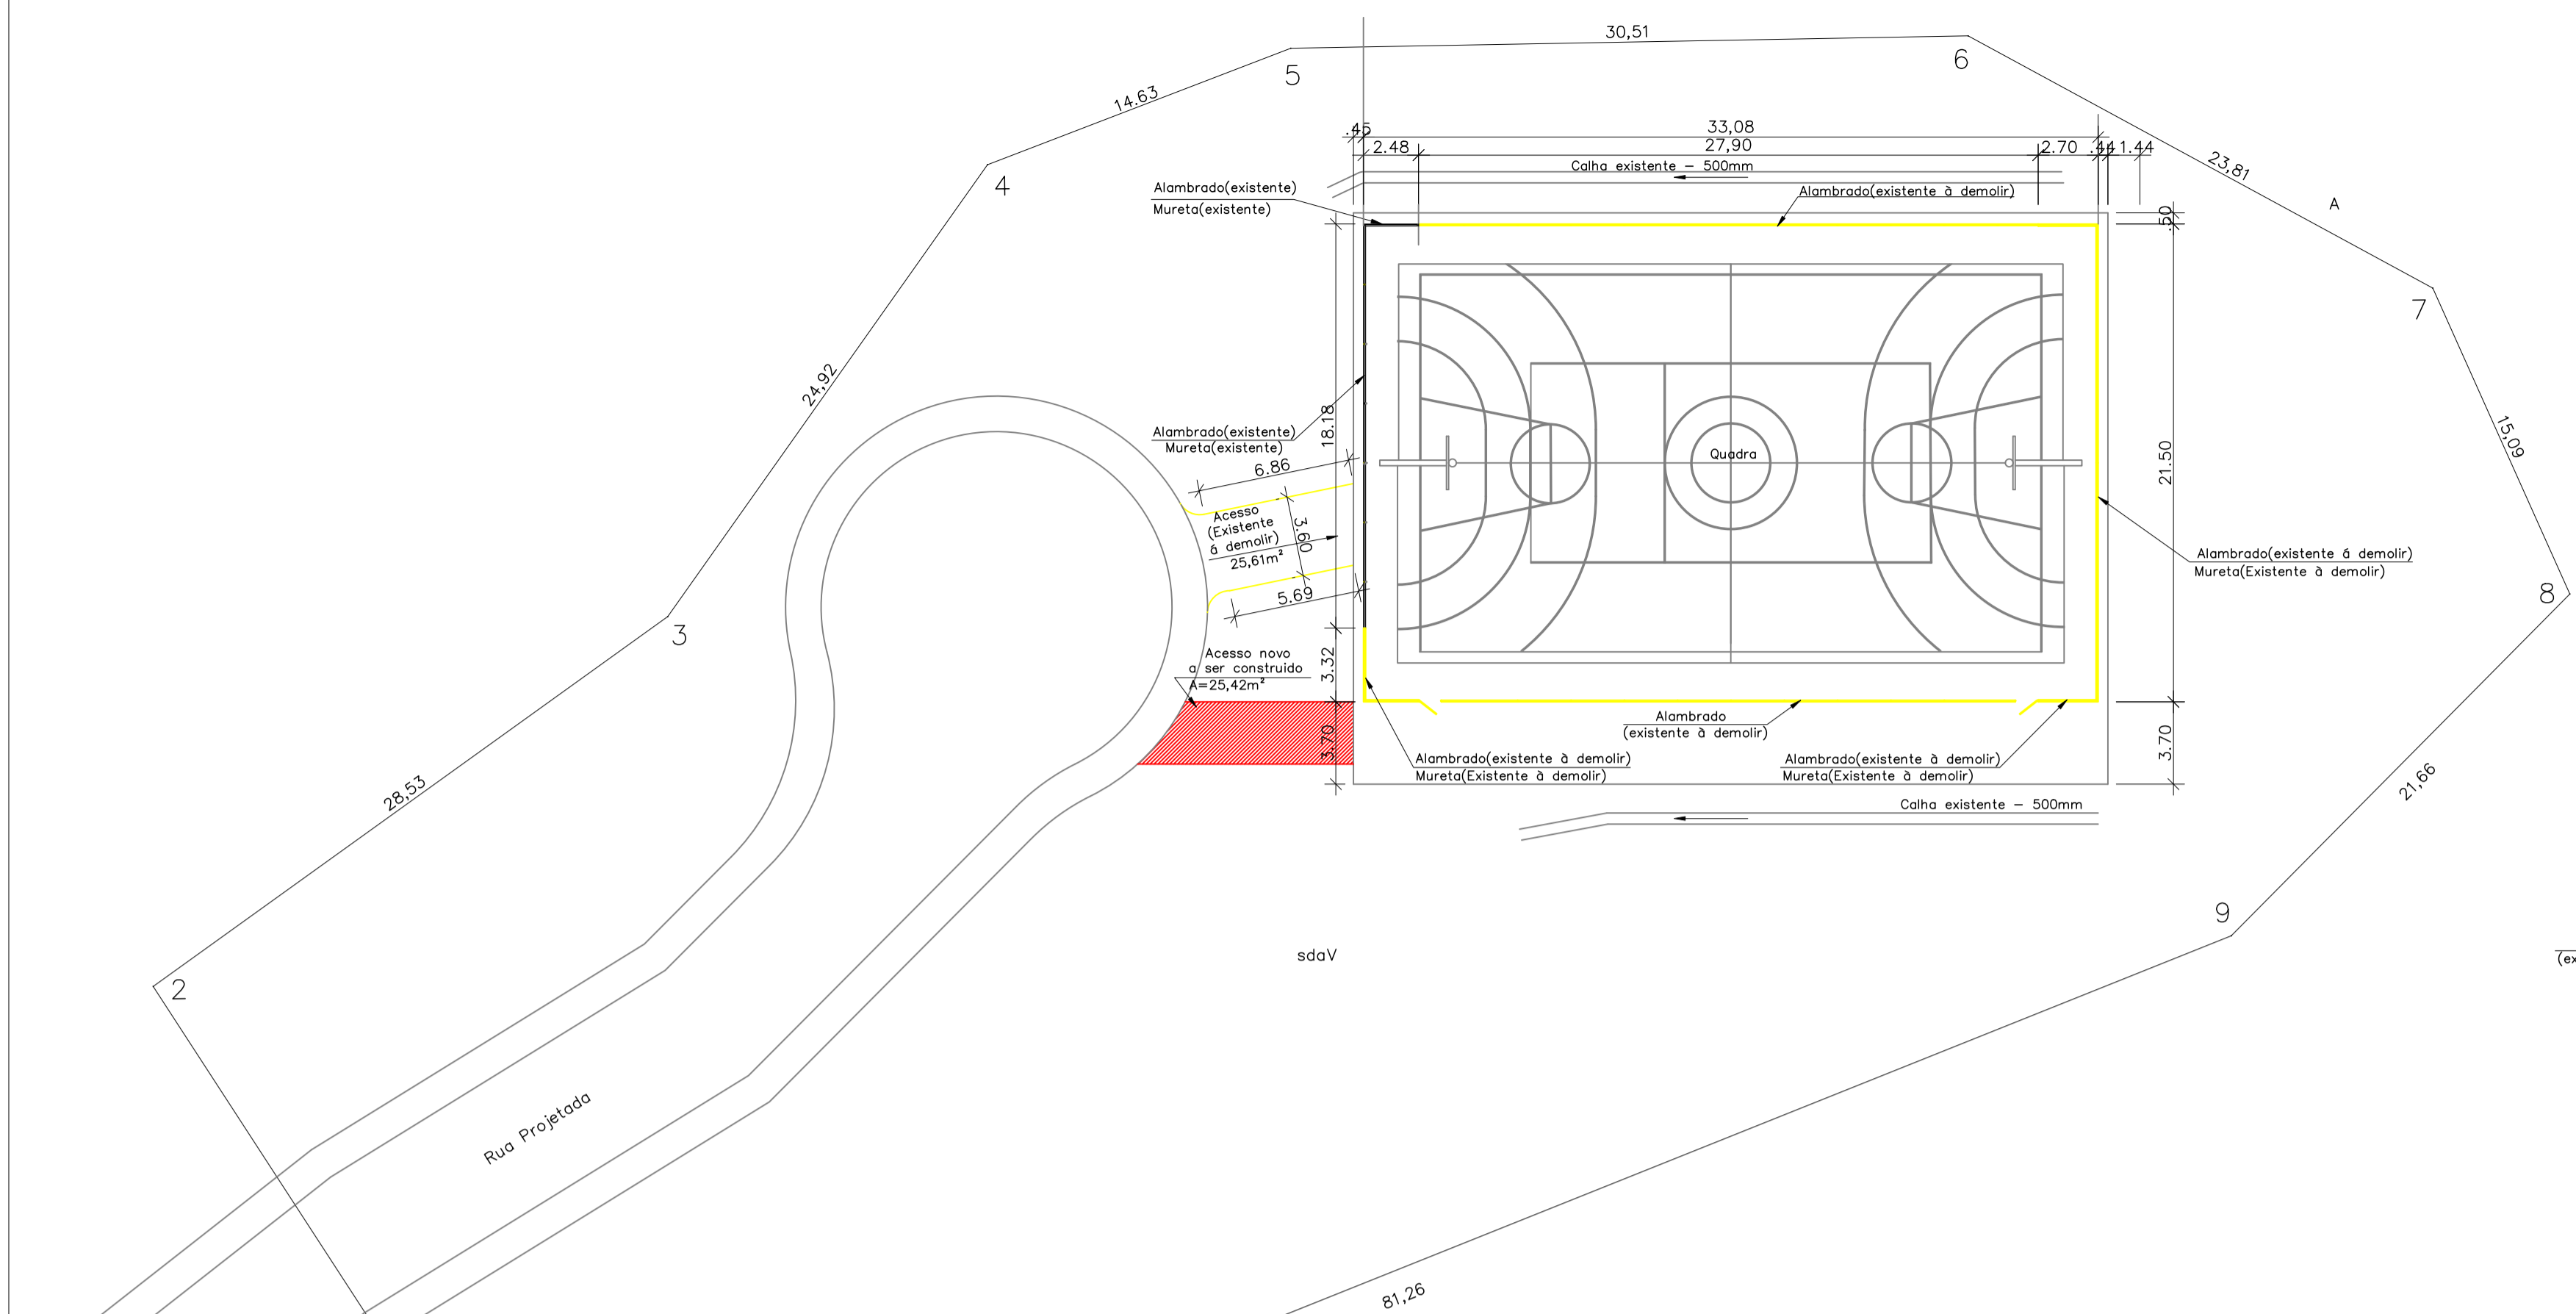 30,51
5
6
14.63
4
33,08
.45
2.48
27,90
2.70
.44
1.44
Calha existente - 500mm
23,81
A
Alambrado(existente)
Mureta(existente)
Alambrado(existente à demolir)
.50
7
24,92
18.18
Alambrado(existente)
Mureta(existente)
6.86
Quadra
21.50
15,09
Acesso
(Existente
á demolir)
25,61m²
3.60
5.69
Alambrado(existente á demolir)
Mureta(Existente à demolir)
8
3
Acesso novo
a ser construido
A=25,42m²
3.32
3.70
Alambrado
(existente à demolir)
Alambrado(existente à demolir)
Mureta(Existente à demolir)
Alambrado(existente à demolir)
Mureta(Existente à demolir)
3.70
28,53
21,66
Calha existente - 500mm
9
sdaV
(ex
2
Rua Projetada
81,26